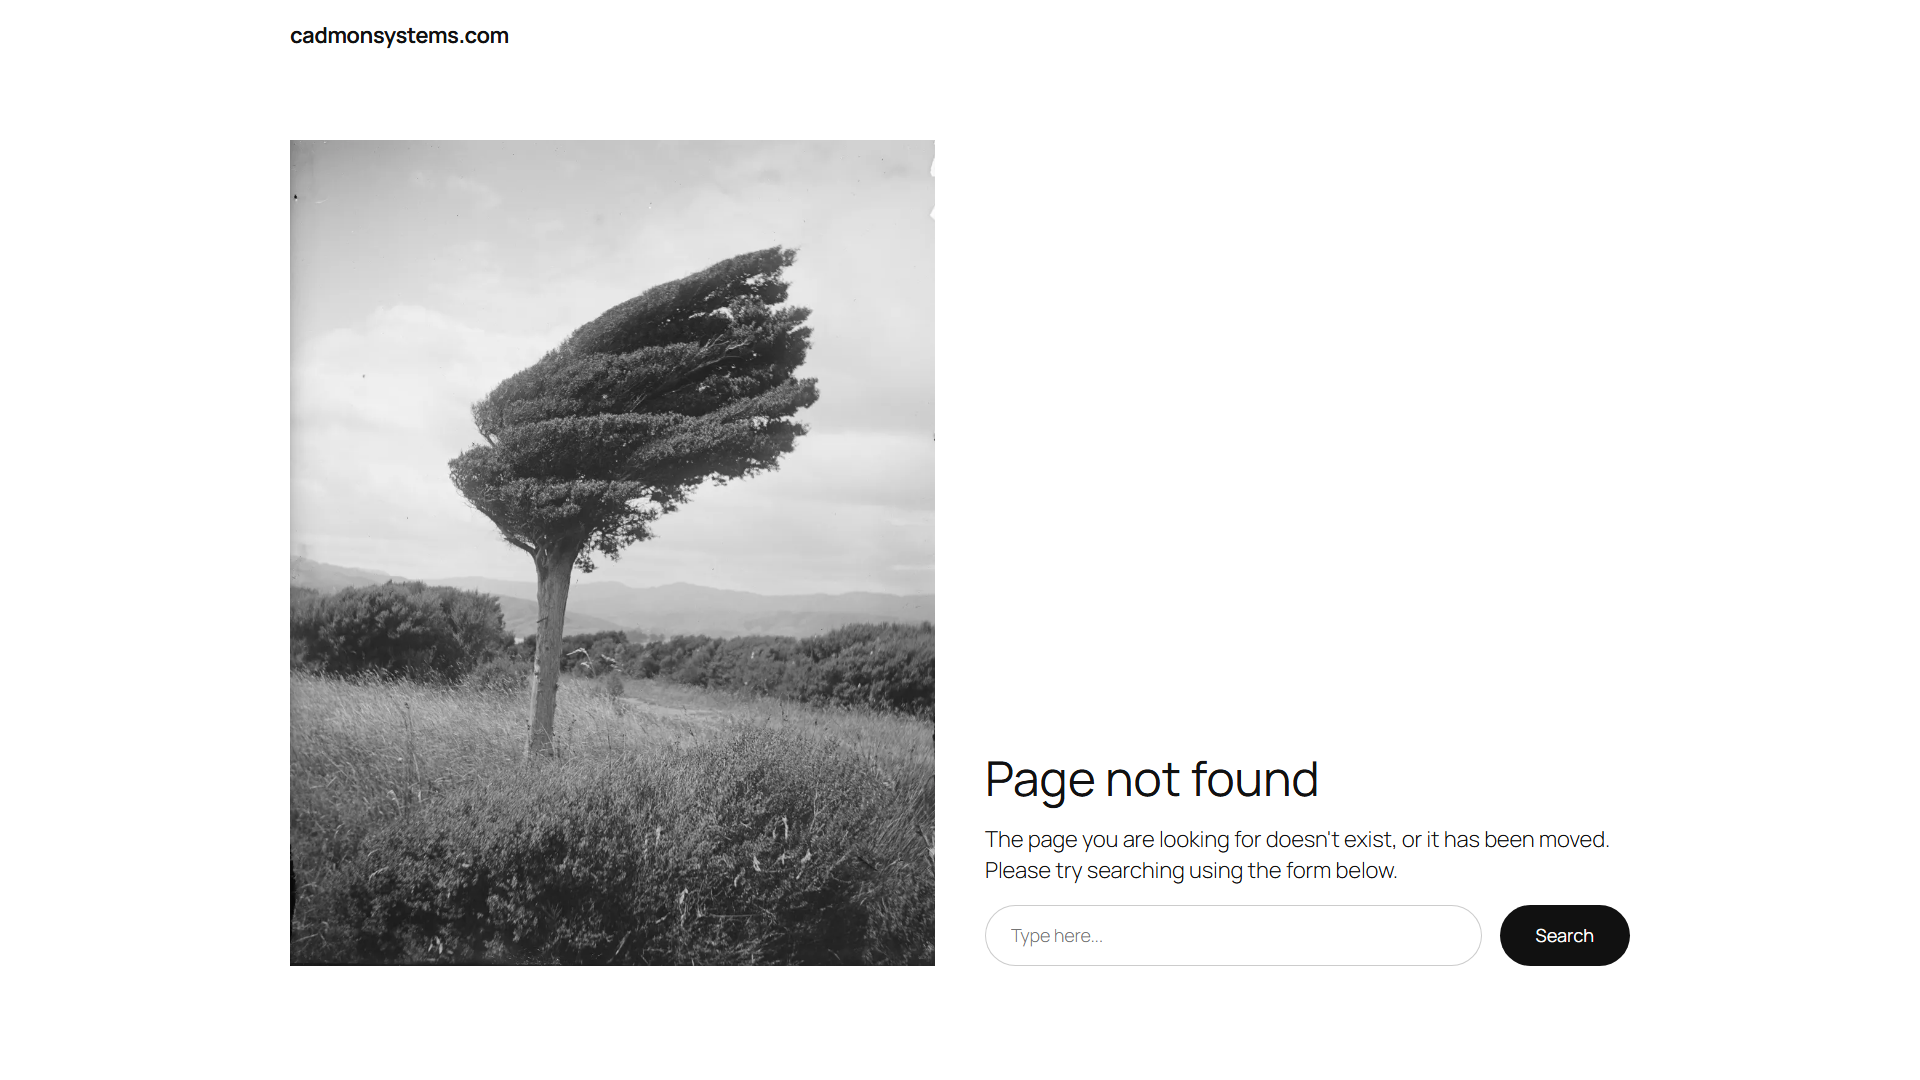 cadmonsystems.com
Page not found
The page you are looking for doesn't exist, or it has been moved.
Please try searching using the form below.
Type here...
Search